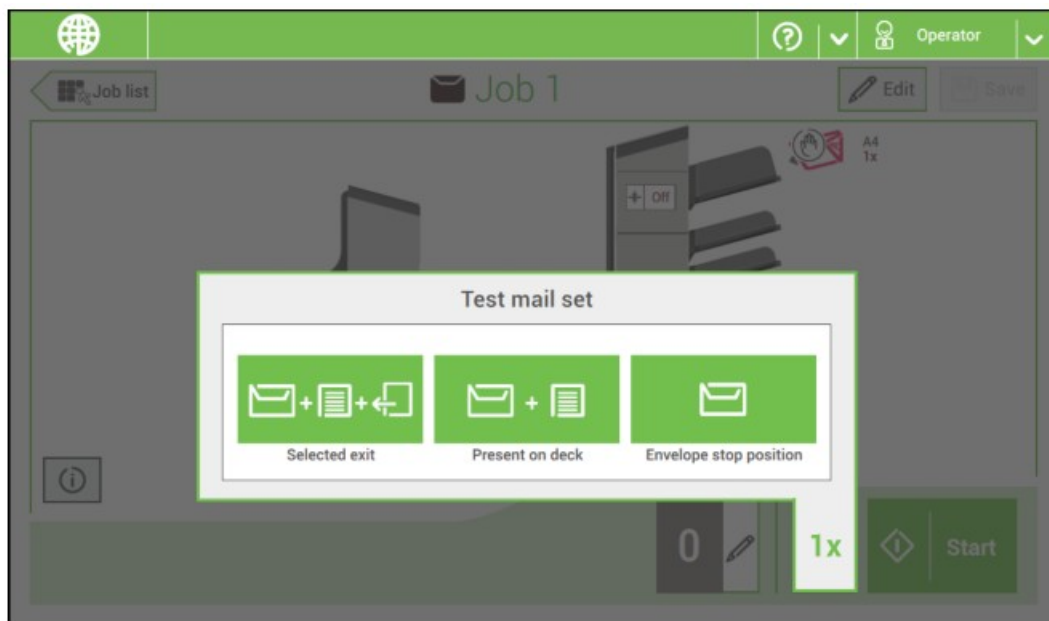 Operator
Job list
Job 1
Edit
Save
A4
1x
Off
Test mail set
Selected exit
Present on deck
Envelope stop position
0
1x
Start